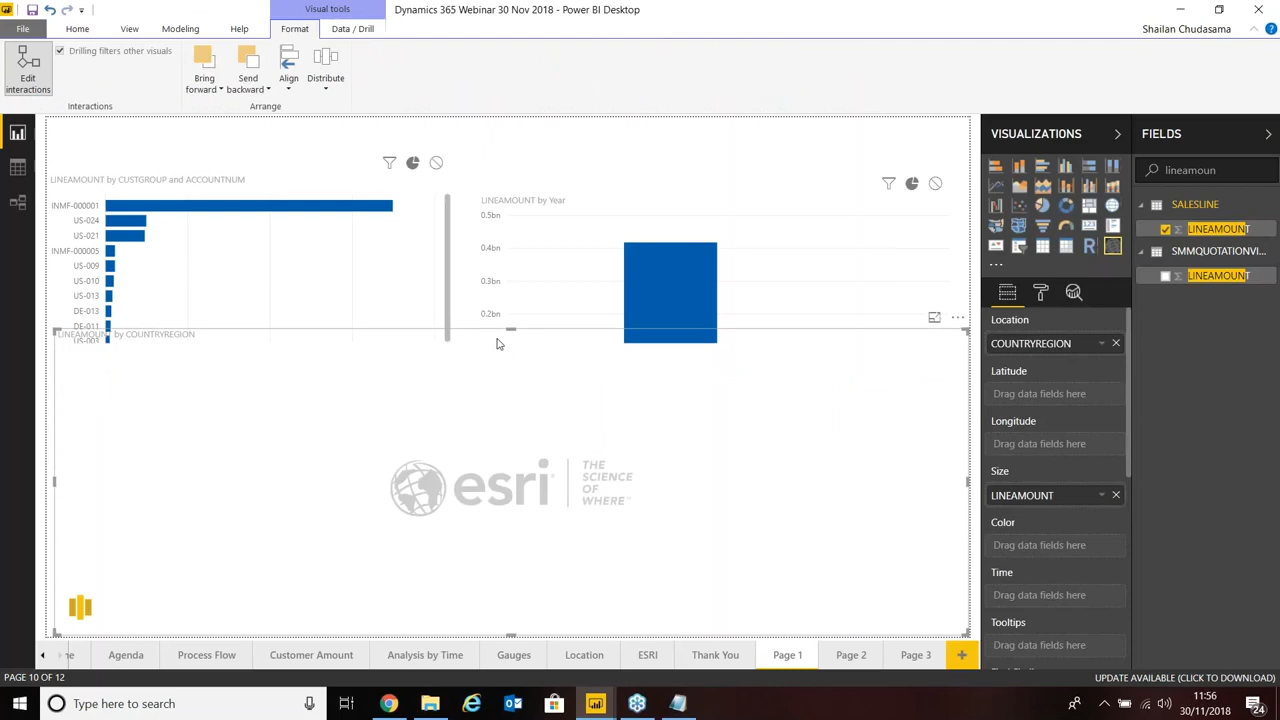 Visual tools
Dynamics 365 Webinar 30 Nov 2018 - Power BI Desktop
File Home View Modeling Help Format Data / Drill
Shailan Chudasama
Edit interactions
Drilling filters other visuals
Bring forward
Send backward
Align
Distribute
Interactions
Arrange
LINEAMOUNT by CUSTGROUP and ACCOUNTNUM
INMF-000001
US-024
US-021
INMF-000005
US-009
US-010
US-013
DE-013
DE-011
US-003
LINEAMOUNT by Year
0.5bn
0.4bn
0.3bn
0.2bn
LINEAMOUNT by COUNTRYREGION
esri
THE
SCIENCE
OF
WHERE
VISUALIZATIONS
R
Location
COUNTRYREGION
Latitude
Drag data fields here
Longitude
Drag data fields here
Size
LINEAMOUNT
Color
Drag data fields here
Time
Drag data fields here
Tooltips
Drag data fields here
FIELDS
lineamoun
SALESLINE
LINEAMOUNT
SMMQUOTATIONVI...
LINEAMOUNT
ne Agenda Process Flow Customer Amount Analysis by Time Gauges Location ESRI Thank You Page 1 Page 2 Page 3
PAGE 10 OF 12
UPDATE AVAILABLE (CLICK TO DOWNLOAD)
Type here to search
11:56
30/11/2018
24